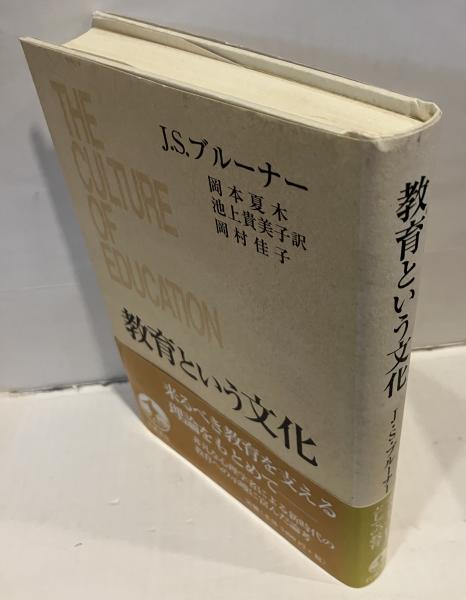 THE
CULTURE
OF
EDUCATION
J.S.ブルーナー
岡本夏木
池上貴美子訳
岡村佳子
教育という文化
来るべき教育を支える
理論をもとめて
教育という文化
J・S・ブルーナー